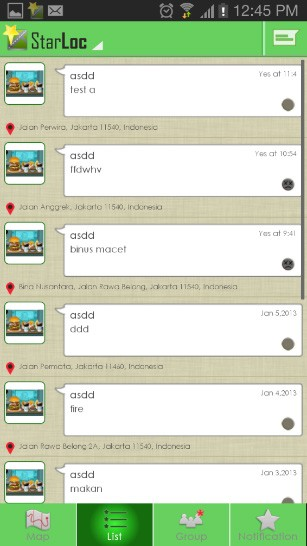 12:45 PM
StarLoc
asdd
Yes at 11:4
test a
Jalan Perwira, Jakarta 11540, Indonesia
asdd
Yes at 10:54
ffdwhv
Jalan Anggrek, Jakarta 11540, Indonesia
asdd
Yes at 9:41
binus macet
Bina Nusantara, Jalan Rawa Belong, Jakarta 11540, Indonesia
asdd
Jan 5,2013
ddd
Jalan Permata, Jakarta 11460, Indonesia
asdd
Jan 4,2013
fire
Jalan Rawa Belong 2A, Jakarta 11540, Indonesia
asdd
Jan 3,2013
makan
Map
List
Group
Notification